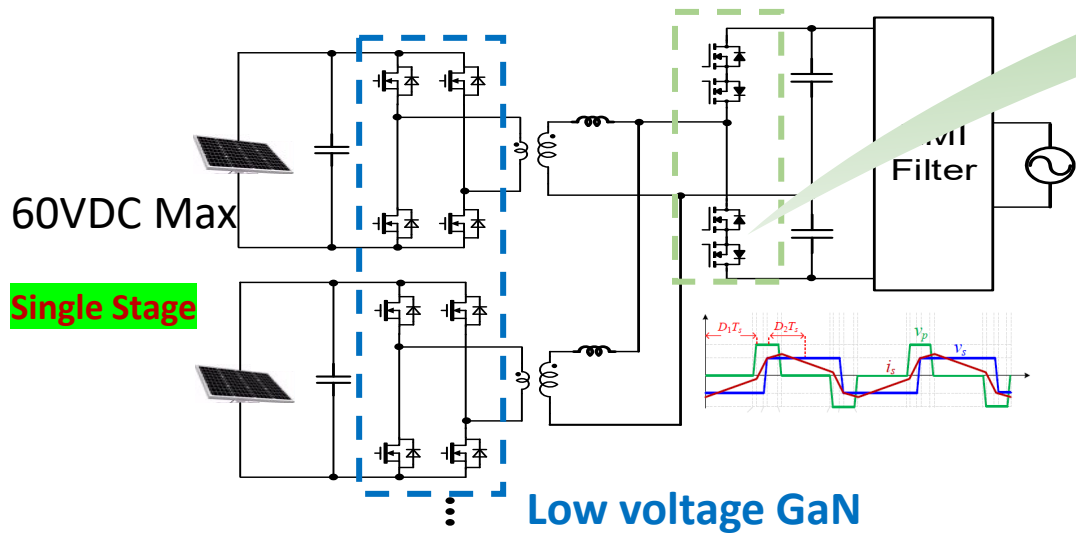 60VDC Max
Single Stage
Filter
D₁Tₛ
D₂Tₛ
vₚ
vₛ
iₛ
Low voltage GaN